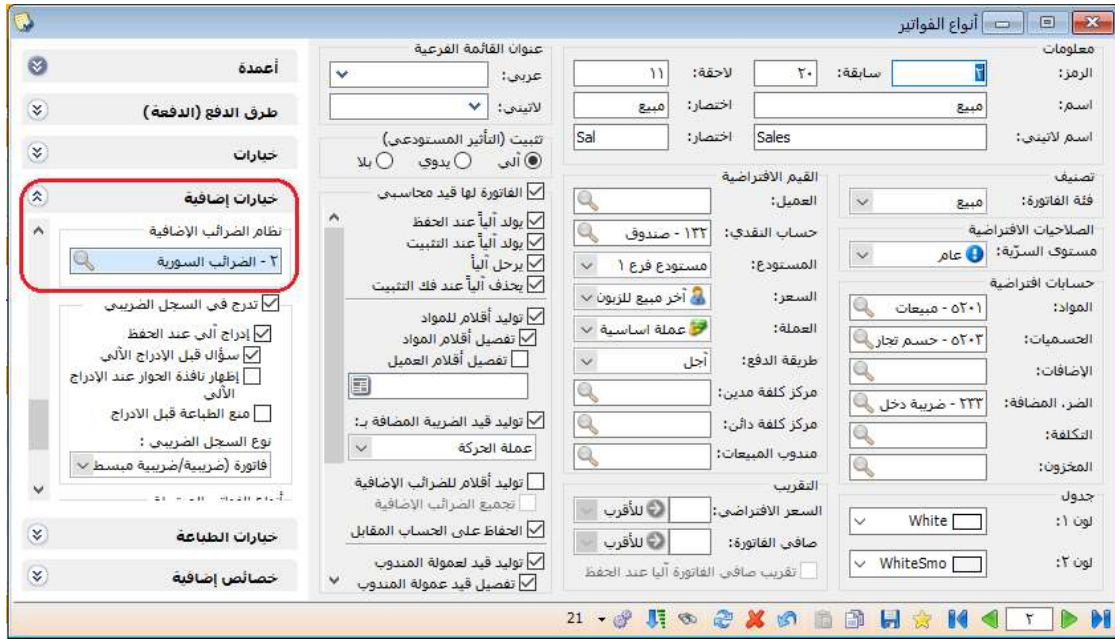 أنواع الفواتير
معلومات
الرمز: ٢ سابقة: ٢٠ لاحقة: ١١
اسم: مبيع اختصار: مبيع
اسم لاتيني: Sales اختصار: Sal
تصنيف
فئة الفاتورة: مبيع
الصلاحيات الافتراضية
مستوى السرّية: عام
حسابات افتراضية
المواد: ٥٢٠١ - مبيعات
الحسميات: ٥٢٠٣ - حسم تجار
الإضافات:
الضر. المضافة: ٢٣٣ - ضريبة دخل
التكلفة:
المخزون:
جدول
لون ١: White
لون ٢: WhiteSmo
القيم الافتراضية
العميل:
حساب النقدي: ١٣٢ - صندوق
المستودع: مستودع فرع ١
السعر: آخر مبيع للزبون
العملة: عملة اساسية
طريقة الدفع: آجل
مركز كلفة مدين:
مركز كلفة دائن:
مندوب المبيعات:
التقريب
السعر الافتراضي: للأقرب
صافي الفاتورة: للأقرب
تقريب صافي الفاتورة آليا عند الحفظ
عنوان القائمة الفرعية
عربي:
لاتيني:
تثبيت (التأثير المستودعي)
آلي يدوي بلا
الفاتورة لها قيد محاسبي
يولد آلياً عند الحفظ
يولد آلياً عند التثبيت
يرحل آلياً
يحذف آلياً عند فك التثبيت
توليد أقلام للمواد
تفصيل أقلام المواد
تفصيل أقلام العميل
توليد قيد الضريبة المضافة بـ:
عملة الحركة
توليد أقلام للضرائب الإضافية
تجميع الضرائب الإضافية
الحفاظ على الحساب المقابل
توليد قيد لعمولة المندوب
تفصيل قيد عمولة المندوب
أعمدة
طرق الدفع (الدفعة)
خيارات
خيارات إضافية
نظام الضرائب الإضافية
٢ - الضرائب السورية
تدرج في السجل الضريبي
إدراج آلي عند الحفظ
سؤال قبل الإدراج الآلي
إظهار نافذة الحوار عند الإدراج
الآلي
منع الطباعة قبل الادراج
نوع السجل الضريبي :
فاتورة (ضريبية/ضريبية مبسط
خيارات الطباعة
خصائص إضافية
٢
21